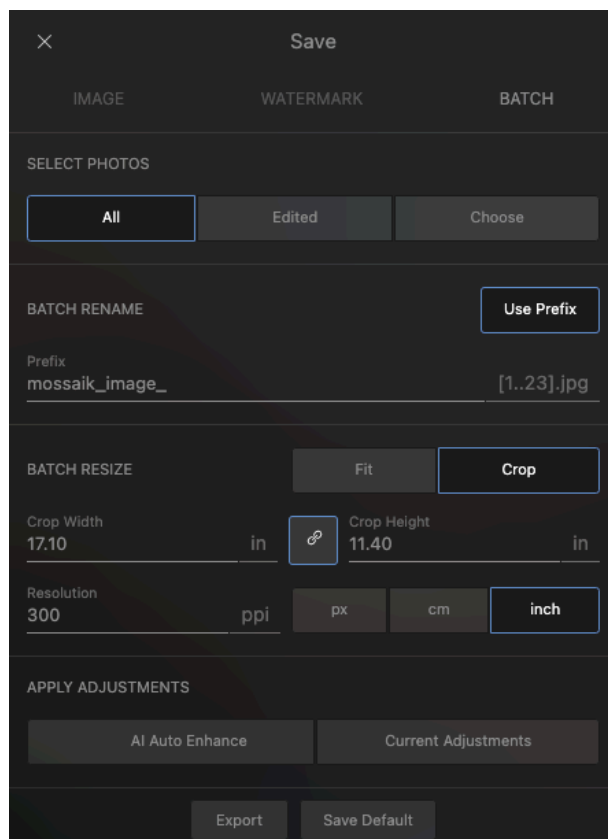 Save
IMAGE WATERMARK BATCH
SELECT PHOTOS
All Edited Choose
BATCH RENAME Use Prefix
Prefix
mossaik_image_ [1..23].jpg
BATCH RESIZE Fit Crop
Crop Width Crop Height
17.10 in 11.40 in
Resolution
300 ppi px cm inch
APPLY ADJUSTMENTS
AI Auto Enhance Current Adjustments
Export Save Default